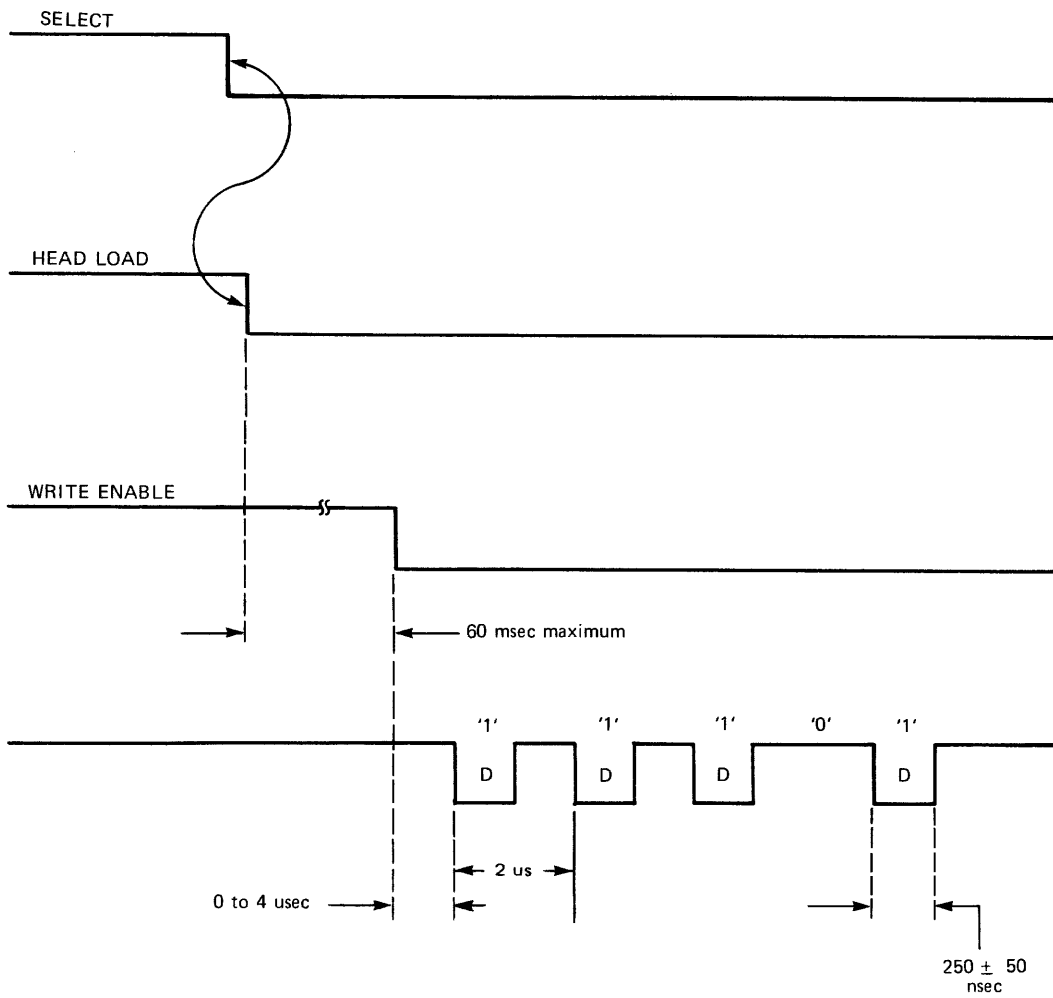 SELECT
HEAD LOAD
WRITE ENABLE
60 msec maximum
'1' '1' '1' '0' '1'
D D D D
2 us
0 to 4 usec
250 ± 50
nsec